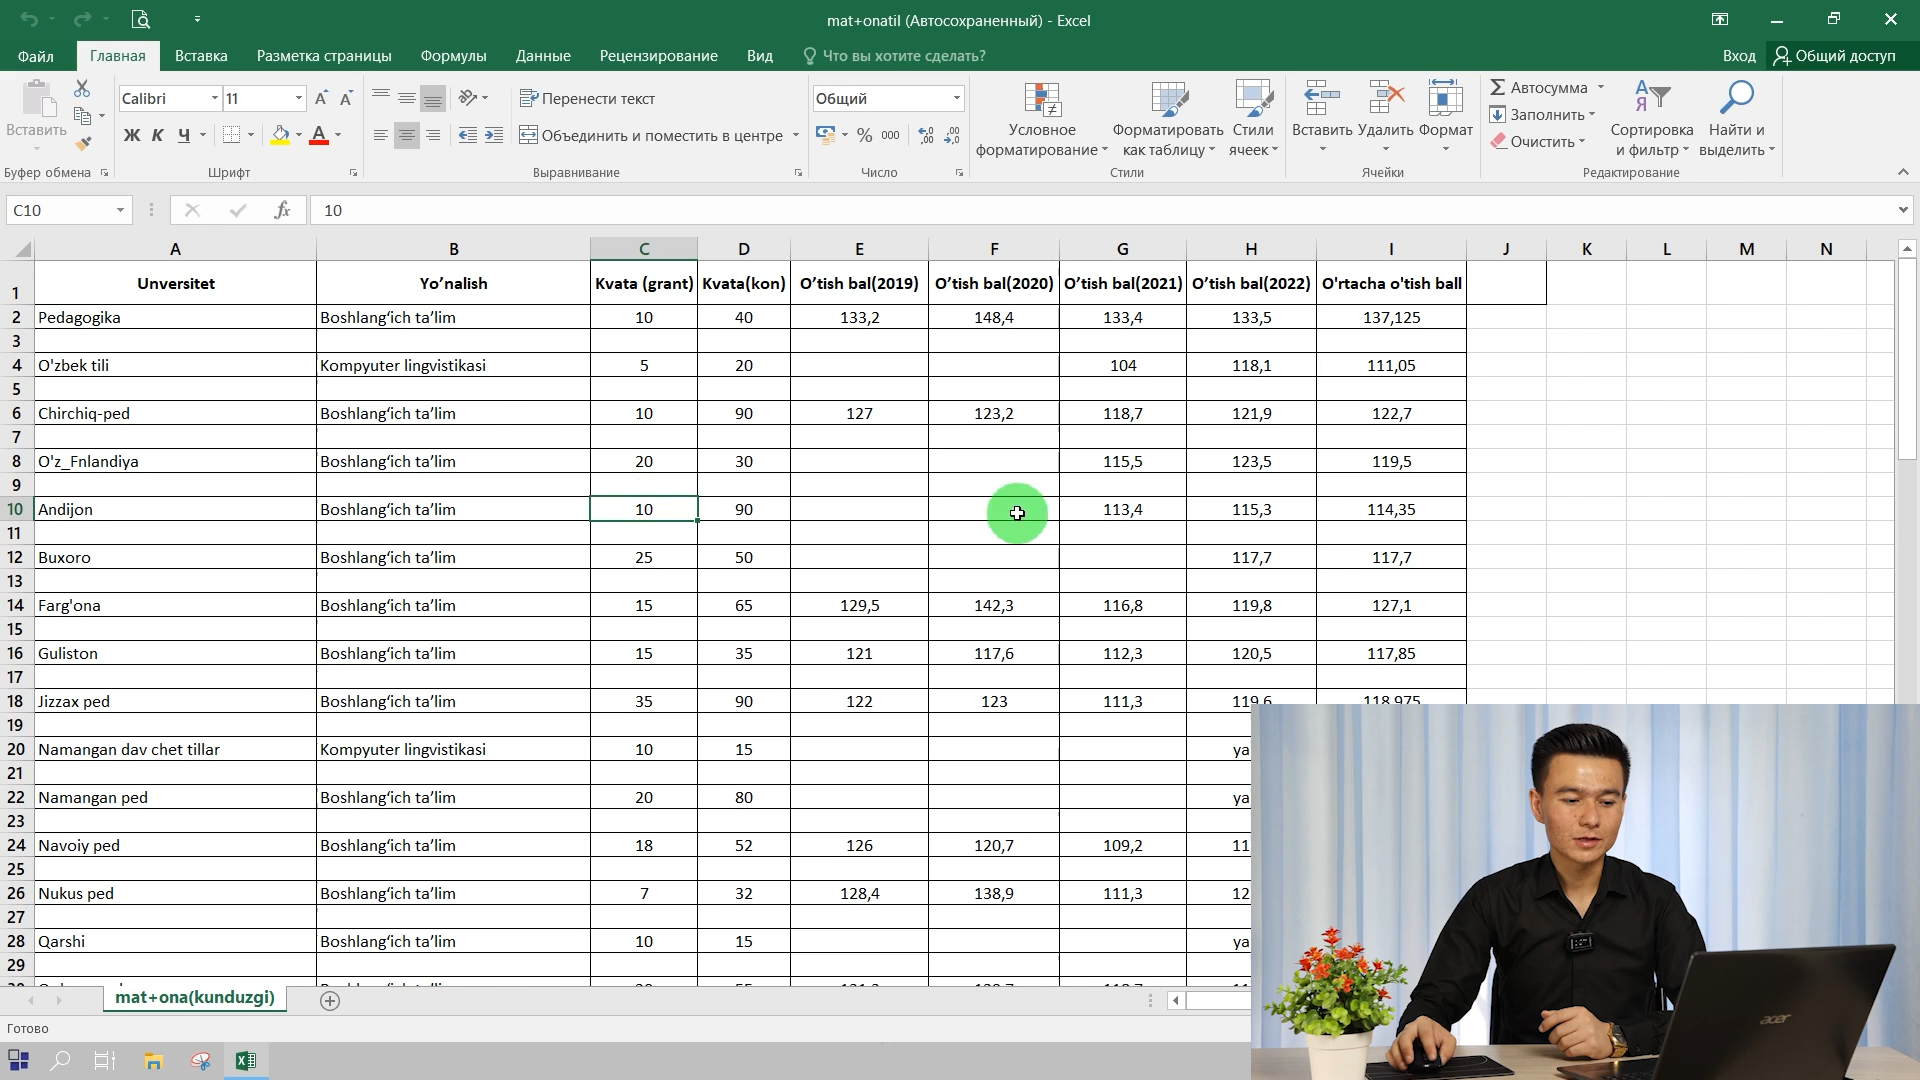 mat+onatil (Автосохраненный) - Excel
Файл Главная Вставка Разметка страницы Формулы Данные Рецензирование Вид Что вы хотите сделать? Вход Общий доступ
Вставить
Буфер обмена
Calibri 11
Ж К Ч А
Шрифт
Перенести текст
Объединить и поместить в центре
Выравнивание
Общий
% 000
Число
Условное форматирование
Форматировать как таблицу
Стили ячеек
Стили
Вставить Удалить Формат
Ячейки
Автосумма
Заполнить
Очистить
Сортировка и фильтр
Найти и выделить
Редактирование
C10 fx 10
A B C D E F G H I J K L M N
1 Unversitet Yo’nalish Kvata (grant) Kvata(kon) O’tish bal(2019) O’tish bal(2020) O’tish bal(2021) O’tish bal(2022) O'rtacha o'tish ball
2 Pedagogika Boshlang‘ich ta’lim 10 40 133,2 148,4 133,4 133,5 137,125
3
4 O'zbek tili Kompyuter lingvistikasi 5 20 104 118,1 111,05
5
6 Chirchiq-ped Boshlang‘ich ta’lim 10 90 127 123,2 118,7 121,9 122,7
7
8 O'z_Fnlandiya Boshlang‘ich ta’lim 20 30 115,5 123,5 119,5
9
10 Andijon Boshlang‘ich ta’lim 10 90 113,4 115,3 114,35
11
12 Buxoro Boshlang‘ich ta’lim 25 50 117,7 117,7
13
14 Farg'ona Boshlang‘ich ta’lim 15 65 129,5 142,3 116,8 119,8 127,1
15
16 Guliston Boshlang‘ich ta’lim 15 35 121 117,6 112,3 120,5 117,85
17
18 Jizzax ped Boshlang‘ich ta’lim 35 90 122 123 111,3 119,6 118,975
19
20 Namangan dav chet tillar Kompyuter lingvistikasi 10 15 ya
21
22 Namangan ped Boshlang‘ich ta’lim 20 80 ya
23
24 Navoiy ped Boshlang‘ich ta’lim 18 52 126 120,7 109,2 11
25
26 Nukus ped Boshlang‘ich ta’lim 7 32 128,4 138,9 111,3 12
27
28 Qarshi Boshlang‘ich ta’lim 10 15 ya
29
mat+ona(kunduzgi)
Готово
acer